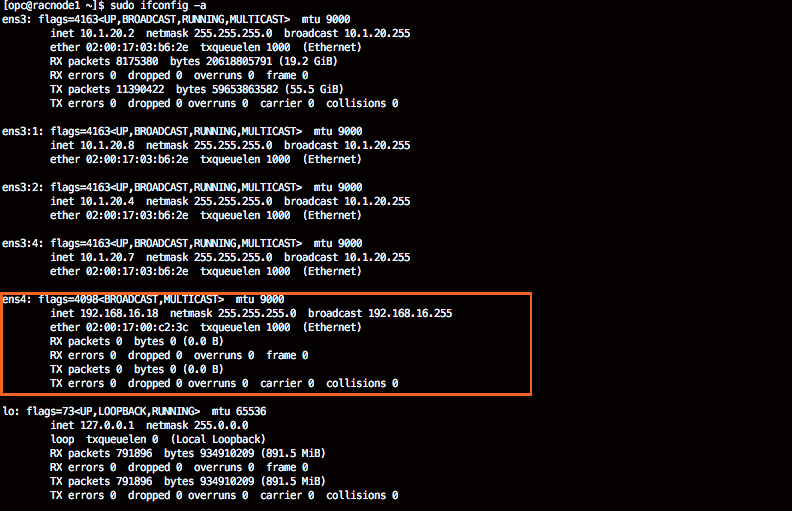 [opc@racnode1 ~]$ sudo ifconfig -a
ens3: flags=4163<UP,BROADCAST,RUNNING,MULTICAST>  mtu 9000
        inet 10.1.20.2  netmask 255.255.255.0  broadcast 10.1.20.255
        ether 02:00:17:03:b6:2e  txqueuelen 1000  (Ethernet)
        RX packets 8175380  bytes 20618805791 (19.2 GiB)
        RX errors 0  dropped 0  overruns 0  frame 0
        TX packets 11390422  bytes 59653863582 (55.5 GiB)
        TX errors 0  dropped 0 overruns 0  carrier 0  collisions 0
ens3:1: flags=4163<UP,BROADCAST,RUNNING,MULTICAST>  mtu 9000
        inet 10.1.20.8  netmask 255.255.255.0  broadcast 10.1.20.255
        ether 02:00:17:03:b6:2e  txqueuelen 1000  (Ethernet)
ens3:2: flags=4163<UP,BROADCAST,RUNNING,MULTICAST>  mtu 9000
        inet 10.1.20.4  netmask 255.255.255.0  broadcast 10.1.20.255
        ether 02:00:17:03:b6:2e  txqueuelen 1000  (Ethernet)
ens3:4: flags=4163<UP,BROADCAST,RUNNING,MULTICAST>  mtu 9000
        inet 10.1.20.7  netmask 255.255.255.0  broadcast 10.1.20.255
        ether 02:00:17:03:b6:2e  txqueuelen 1000  (Ethernet)
ens4: flags=4098<BROADCAST,MULTICAST>  mtu 9000
        inet 192.168.16.18  netmask 255.255.255.0  broadcast 192.168.16.255
        ether 02:00:17:00:c2:3c  txqueuelen 1000  (Ethernet)
        RX packets 0  bytes 0 (0.0 B)
        RX errors 0  dropped 0  overruns 0  frame 0
        TX packets 0  bytes 0 (0.0 B)
        TX errors 0  dropped 0 overruns 0  carrier 0  collisions 0
lo: flags=73<UP,LOOPBACK,RUNNING>  mtu 65536
        inet 127.0.0.1  netmask 255.0.0.0
        loop  txqueuelen 0  (Local Loopback)
        RX packets 791896  bytes 934910209 (891.5 MiB)
        RX errors 0  dropped 0  overruns 0  frame 0
        TX packets 791896  bytes 934910209 (891.5 MiB)
        TX errors 0  dropped 0 overruns 0  carrier 0  collisions 0